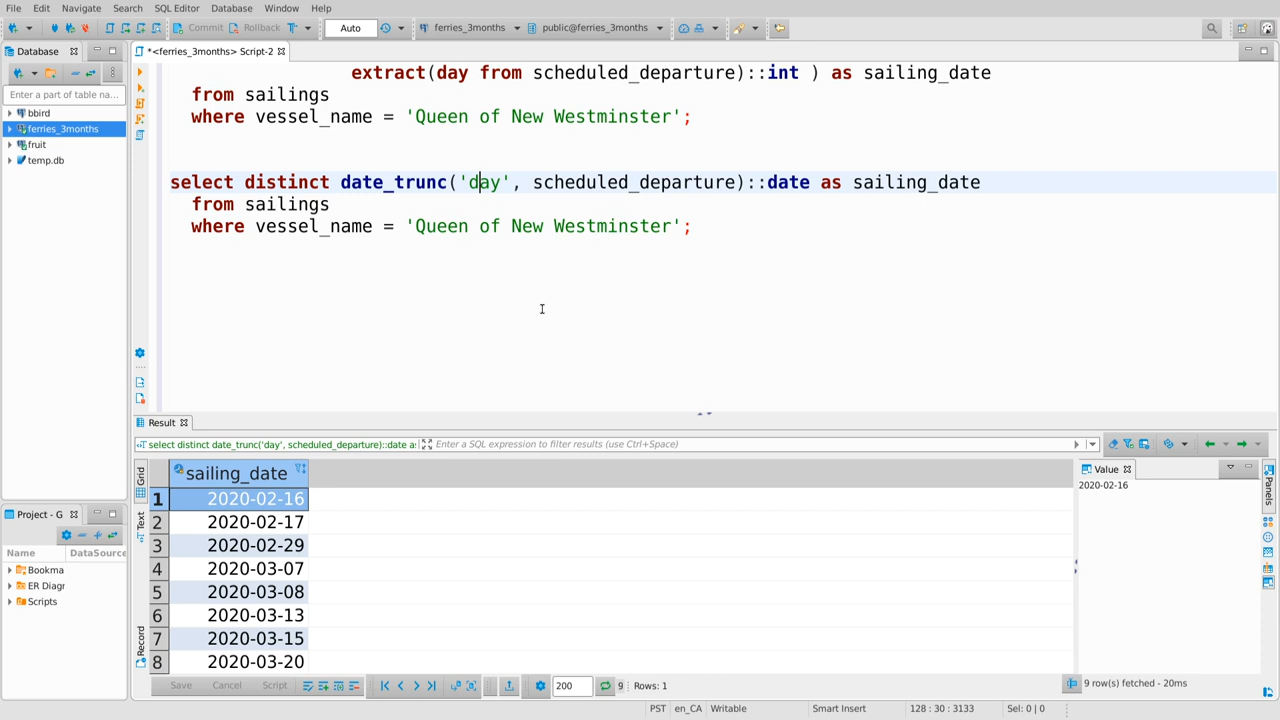 File Edit Navigate Search SQL Editor Database Window Help
Commit Rollback Auto ferries_3months public@ferries_3months
Database
*<ferries_3months> Script-2
Enter a part of table na...
bbird
ferries_3months
fruit
temp.db
extract(day from scheduled_departure)::int ) as sailing_date
from sailings
where vessel_name = 'Queen of New Westminster';
select distinct date_trunc('day', scheduled_departure)::date as sailing_date
from sailings
where vessel_name = 'Queen of New Westminster';
Result
select distinct date_trunc('day', scheduled_departure)::date a
Enter a SQL expression to filter results (use Ctrl+Space)
Grid
Text
Record
sailing_date
1 2020-02-16
2 2020-02-17
3 2020-02-29
4 2020-03-07
5 2020-03-08
6 2020-03-13
7 2020-03-15
8 2020-03-20
Value
2020-02-16
Panels
Project - G
Name DataSource
Bookma
ER Diagr
Scripts
Save Cancel Script 200 9 Rows: 1
9 row(s) fetched - 20ms
PST en_CA Writable Smart Insert 128 : 30 : 3133 Sel: 0 | 0